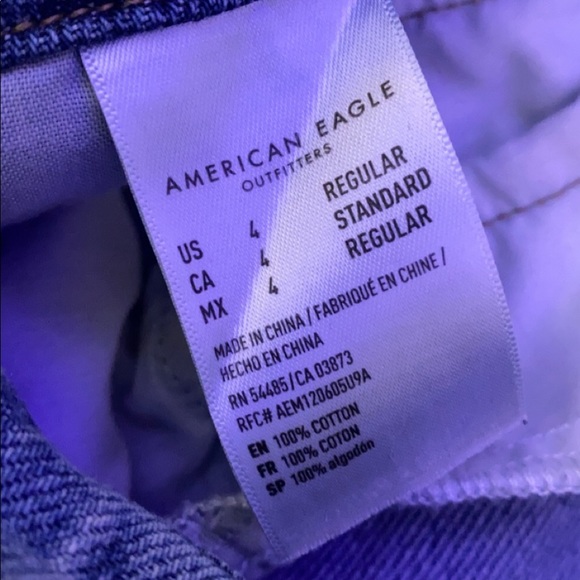 AMERICAN EAGLE
OUTFITTERS
US 4 REGULAR
CA 4 STANDARD
MX 4 REGULAR
MADE IN CHINA / FABRIQUÉ EN CHINE /
HECHO EN CHINA
RN 54485 / CA 03873
RFC# AEM120605U9A
EN 100% COTTON
FR 100% COTON
SP 100% algodón